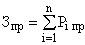 Зпр = ∑ⁿᵢ₌₁ Pᵢ пр